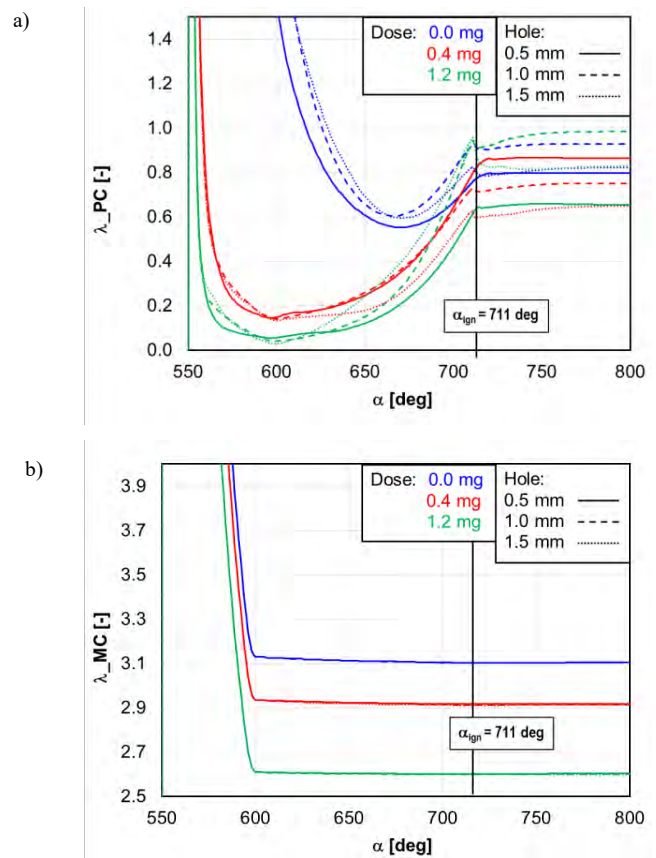 a)
1.4
1.2
1.0
0.8
0.6
0.4
0.2
0.0
λ_PC [-]
Dose: 0.0 mg
0.4 mg
1.2 mg
Hole:
0.5 mm
1.0 mm
1.5 mm
αign = 711 deg
550 600 650 700 750 800
α [deg]
b)
3.9
3.7
3.5
3.3
3.1
2.9
2.7
2.5
λ_MC [-]
Dose: 0.0 mg
0.4 mg
1.2 mg
Hole:
0.5 mm
1.0 mm
1.5 mm
αign = 711 deg
550 600 650 700 750 800
α [deg]